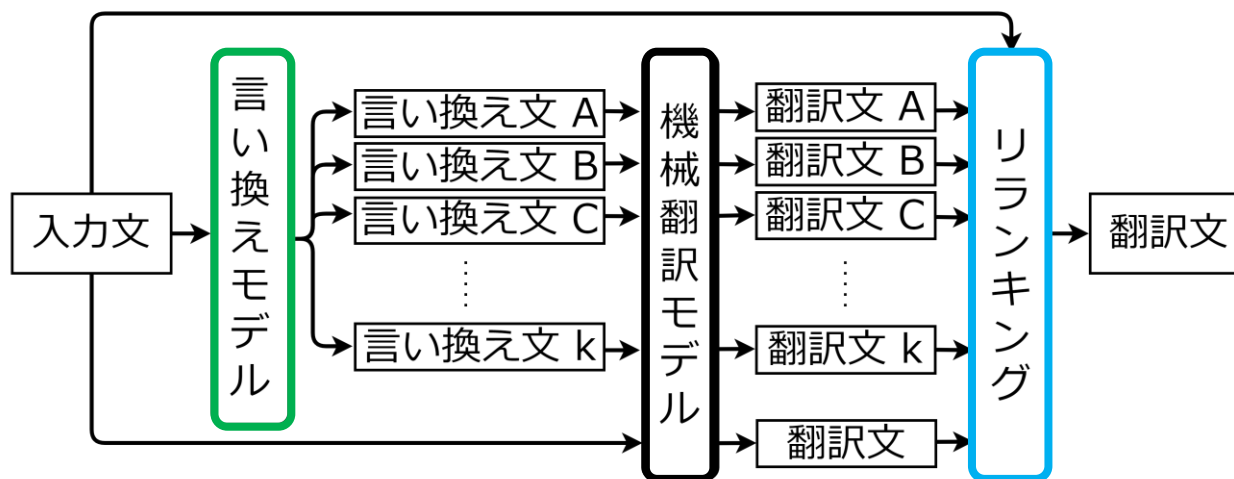 入力文
言い換えモデル
言い換え文 A
言い換え文 B
言い換え文 C
言い換え文 k
機械翻訳モデル
翻訳文 A
翻訳文 B
翻訳文 C
翻訳文 k
翻訳文
リランキング
翻訳文